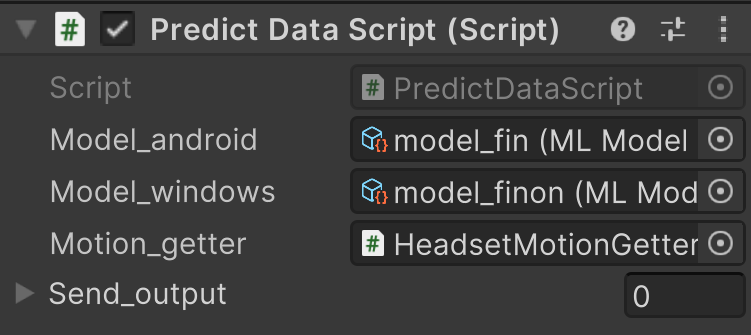 # Predict Data Script (Script)
Script # PredictDataScript
Model_android model_fin (ML Model
Model_windows model_finon (ML Mod
Motion_getter # HeadsetMotionGetter
Send_output 0